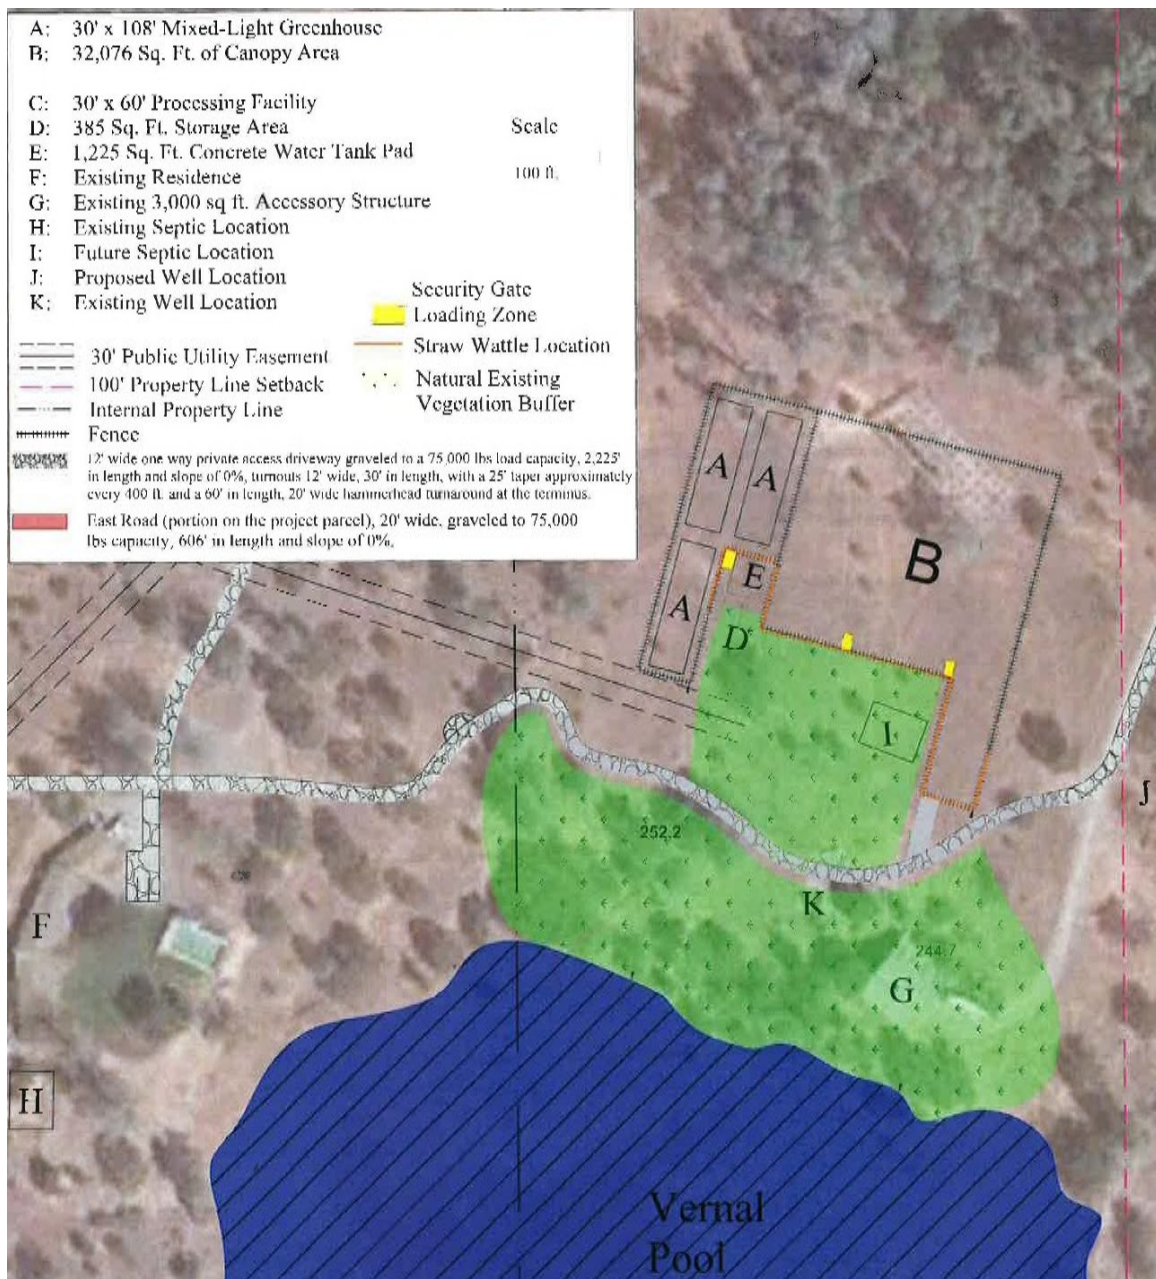 A: 30' x 108' Mixed-Light Greenhouse
B: 32,076 Sq. Ft. of Canopy Area
C: 30' x 60' Processing Facility
D: 385 Sq. Ft. Storage Area
E: 1,225 Sq. Ft. Concrete Water Tank Pad
F: Existing Residence
G: Existing 3,000 sq ft. Accessory Structure
H: Existing Septic Location
I: Future Septic Location
J: Proposed Well Location
K: Existing Well Location
Scale
100 ft.
Security Gate
Loading Zone
Straw Wattle Location
Natural Existing
Vegetation Buffer
30' Public Utility Easement
100' Property Line Setback
Internal Property Line
Fence
12' wide one way private access driveway graveled to a 75,000 lbs load capacity, 2,225'
in length and slope of 0%, turnouts 12' wide, 30' in length, with a 25' taper approximately
every 400 ft. and a 60' in length, 20' wide hammerhead turnaround at the terminus.
East Road (portion on the project parcel), 20' wide, graveled to 75,000
lbs capacity, 606' in length and slope of 0%.
A
A
B
E
A
D
I
J
252.2
K
F
244.7
G
H
Vernal
Pool